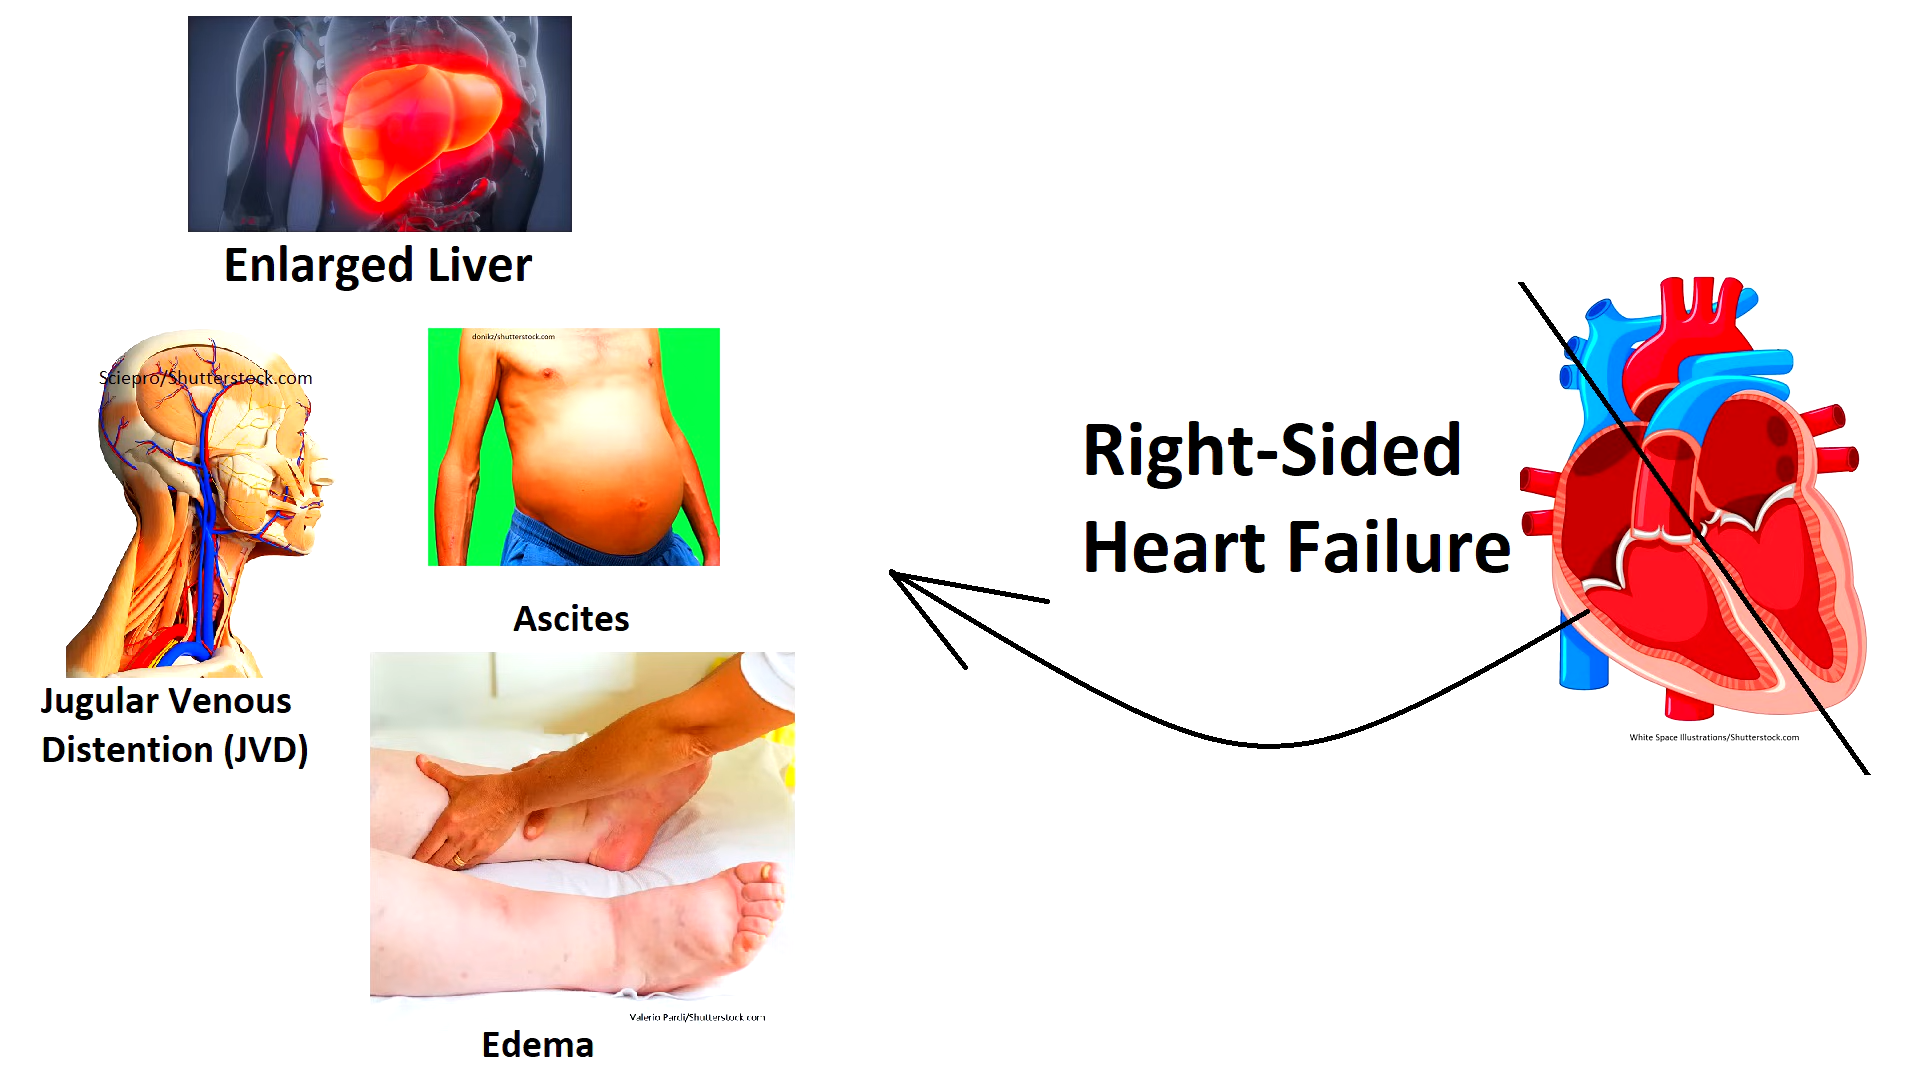 Enlarged Liver
Sciepro/Shutterstock.com
Jugular Venous
Distention (JVD)
donikz/shutterstock.com
Ascites
Valerio Pardi/Shutterstock.com
Edema
Right-Sided
Heart Failure
White Space Illustrations/Shutterstock.com